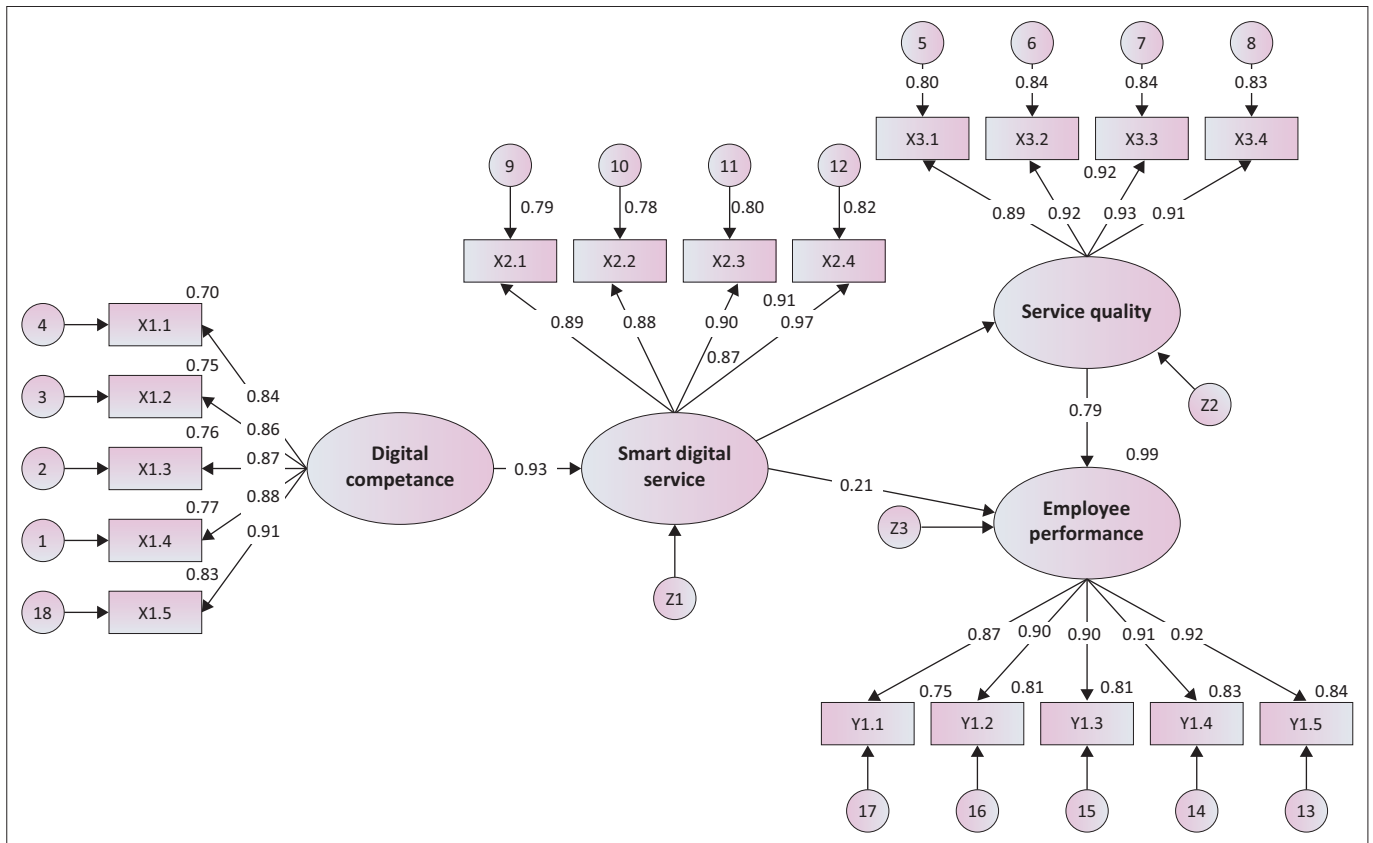 5 6 7 8
0.80 0.84 0.84 0.83
X3.1 X3.2 X3.3 X3.4
0.92
0.89 0.92 0.93 0.91
9 10 11 12
0.79 0.78 0.80 0.82
X2.1 X2.2 X2.3 X2.4
0.91
0.89 0.88 0.90 0.97
0.87
Service quality
Z2
0.70
4 X1.1
0.84
0.75
3 X1.2
0.86
0.76
2 X1.3
0.87
0.77
1 X1.4
0.88
0.83
18 X1.5
0.91
Digital
competance
0.93
Smart digital
service
Z1
0.79
0.21
0.99
Z3
Employee
performance
0.87 0.90 0.90 0.91 0.92
0.75 0.81 0.81 0.83 0.84
Y1.1 Y1.2 Y1.3 Y1.4 Y1.5
17 16 15 14 13